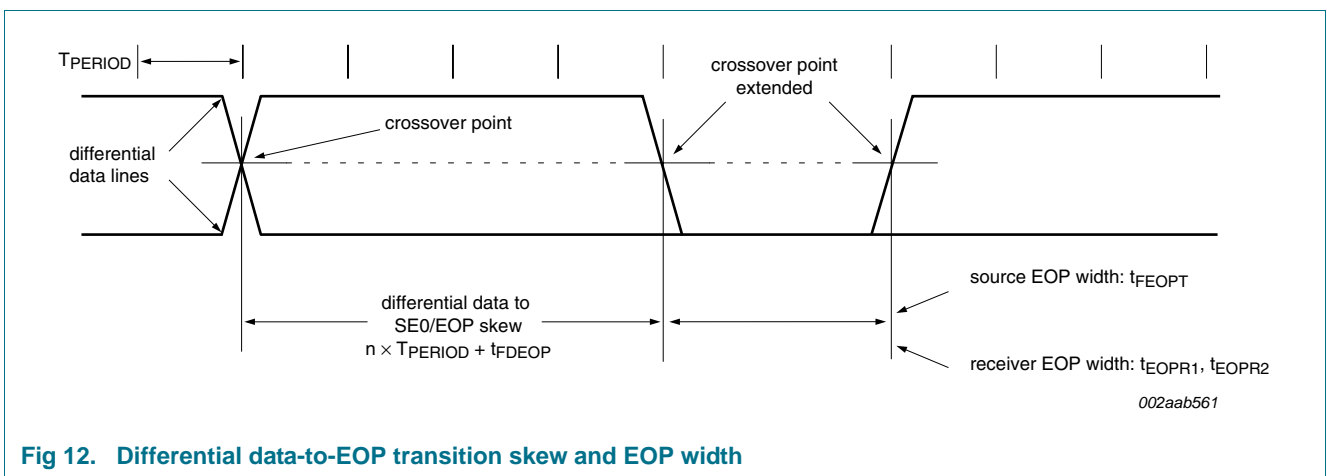 TPERIOD
crossover point
extended
crossover point
differential
data lines
differential data to
SE0/EOP skew
n × TPERIOD + tFDEOP
source EOP width: tFEOPT
receiver EOP width: tEOPR1, tEOPR2
002aab561
Fig 12. Differential data-to-EOP transition skew and EOP width